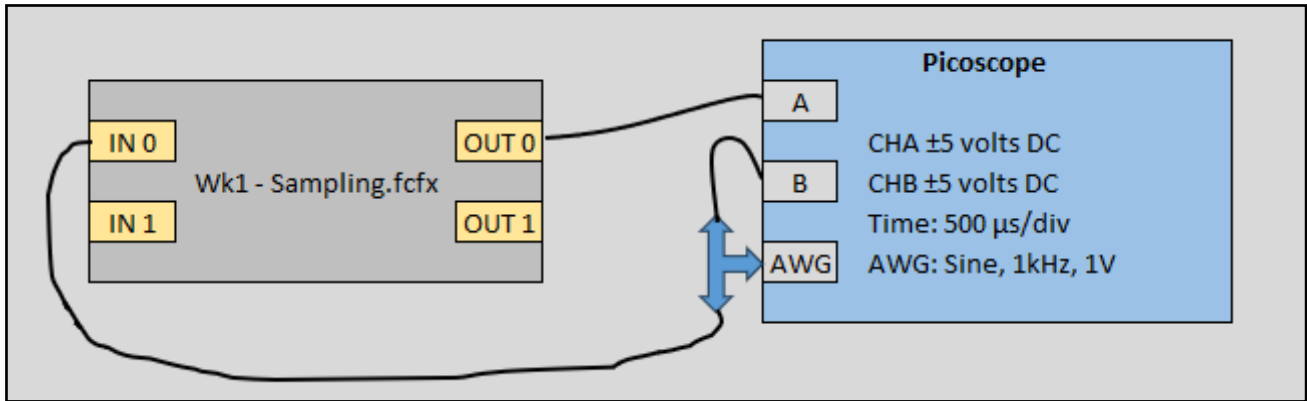 Picoscope
A
IN 0
OUT 0
CHA ±5 volts DC
Wk1 - Sampling.fcfx
B
CHB ±5 volts DC
IN 1
OUT 1
Time: 500 µs/div
AWG
AWG: Sine, 1kHz, 1V